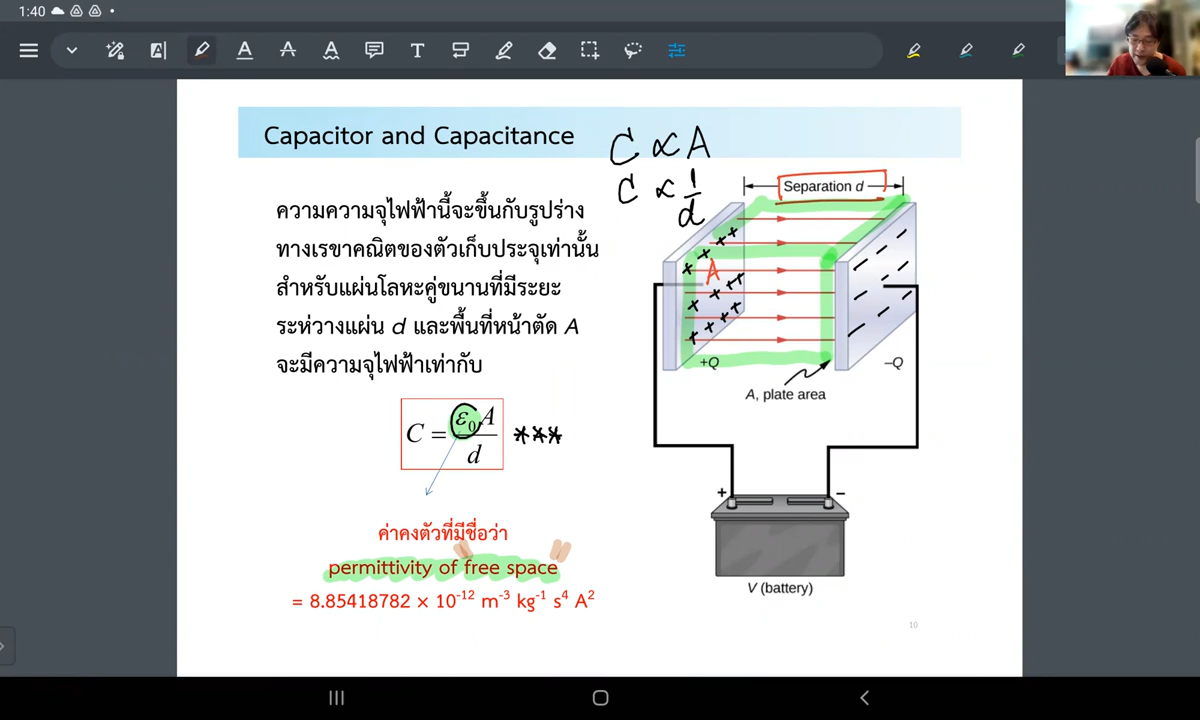 1:40
Capacitor and Capacitance
C ∝ A
C ∝ 1/d
ความความจุไฟฟ้านี้จะขึ้นกับรูปร่าง
ทางเรขาคณิตของตัวเก็บประจุเท่านั้น
สำหรับแผ่นโลหะคู่ขนานที่มีระยะ
ระห่วางแผ่น d และพื้นที่หน้าตัด A
จะมีความจุไฟฟ้าเท่ากับ
C = ε₀A/d ***
ค่าคงตัวที่มีชื่อว่า
permittivity of free space
= 8.85418782 × 10⁻¹² m⁻³ kg⁻¹ s⁴ A²
Separation d
A
+Q
–Q
A, plate area
+ –
V (battery)
10